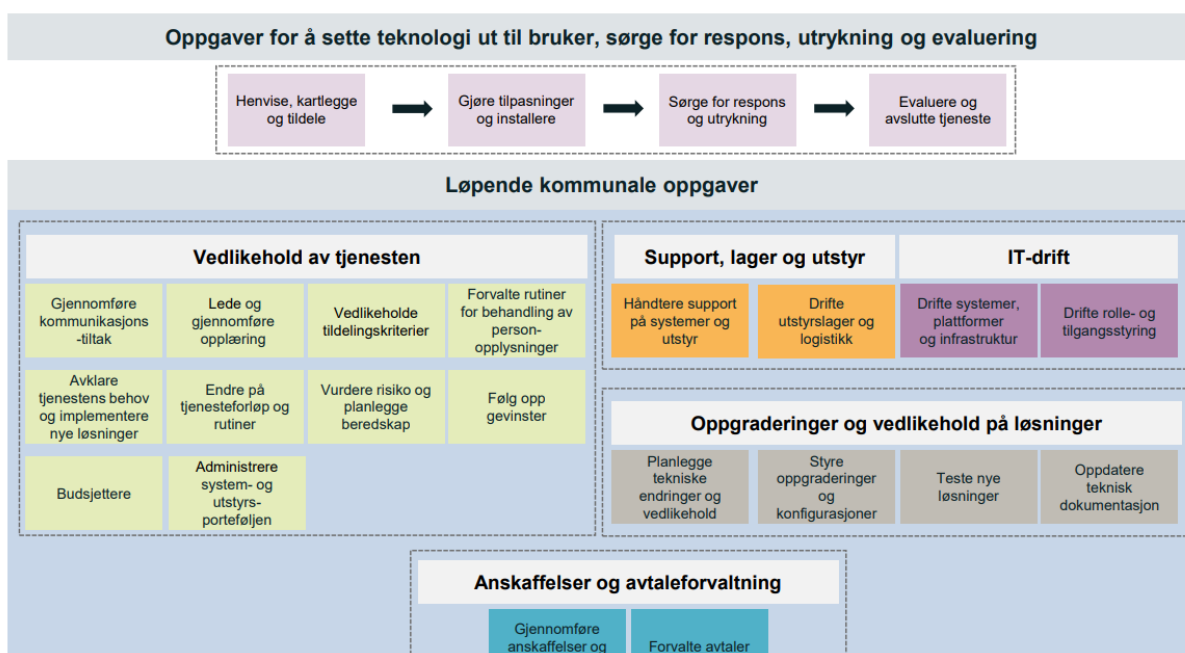 Oppgaver for å sette teknologi ut til bruker, sørge for respons, utrykning og evaluering
Henvise, kartlegge
og tildele
Gjøre tilpasninger
og installere
Sørge for respons
og utrykning
Evaluere og
avslutte tjeneste
Løpende kommunale oppgaver
Vedlikehold av tjenesten
Gjennomføre
kommunikasjons
-tiltak
Lede og
gjennomføre
opplæring
Vedlikeholde
tildelingskriterier
Forvalte rutiner
for behandling av
person-
opplysninger
Avklare
tjenestens behov
og implementere
nye løsninger
Endre på
tjenesteforløp og
rutiner
Vurdere risiko og
planlegge
beredskap
Følg opp
gevinster
Budsjettere
Administrere
system- og
utstyrs-
porteføljen
Support, lager og utstyr
Håndtere support
på systemer og
utstyr
Drifte
utstyrslager og
logistikk
IT-drift
Drifte systemer,
plattformer
og infrastruktur
Drifte rolle- og
tilgangsstyring
Oppgraderinger og vedlikehold på løsninger
Planlegge
tekniske
endringer og
vedlikehold
Styre
oppgraderinger
og
konfigurasjoner
Teste nye
løsninger
Oppdatere
teknisk
dokumentasjon
Anskaffelser og avtaleforvaltning
Gjennomføre
anskaffelser og
Forvalte avtaler